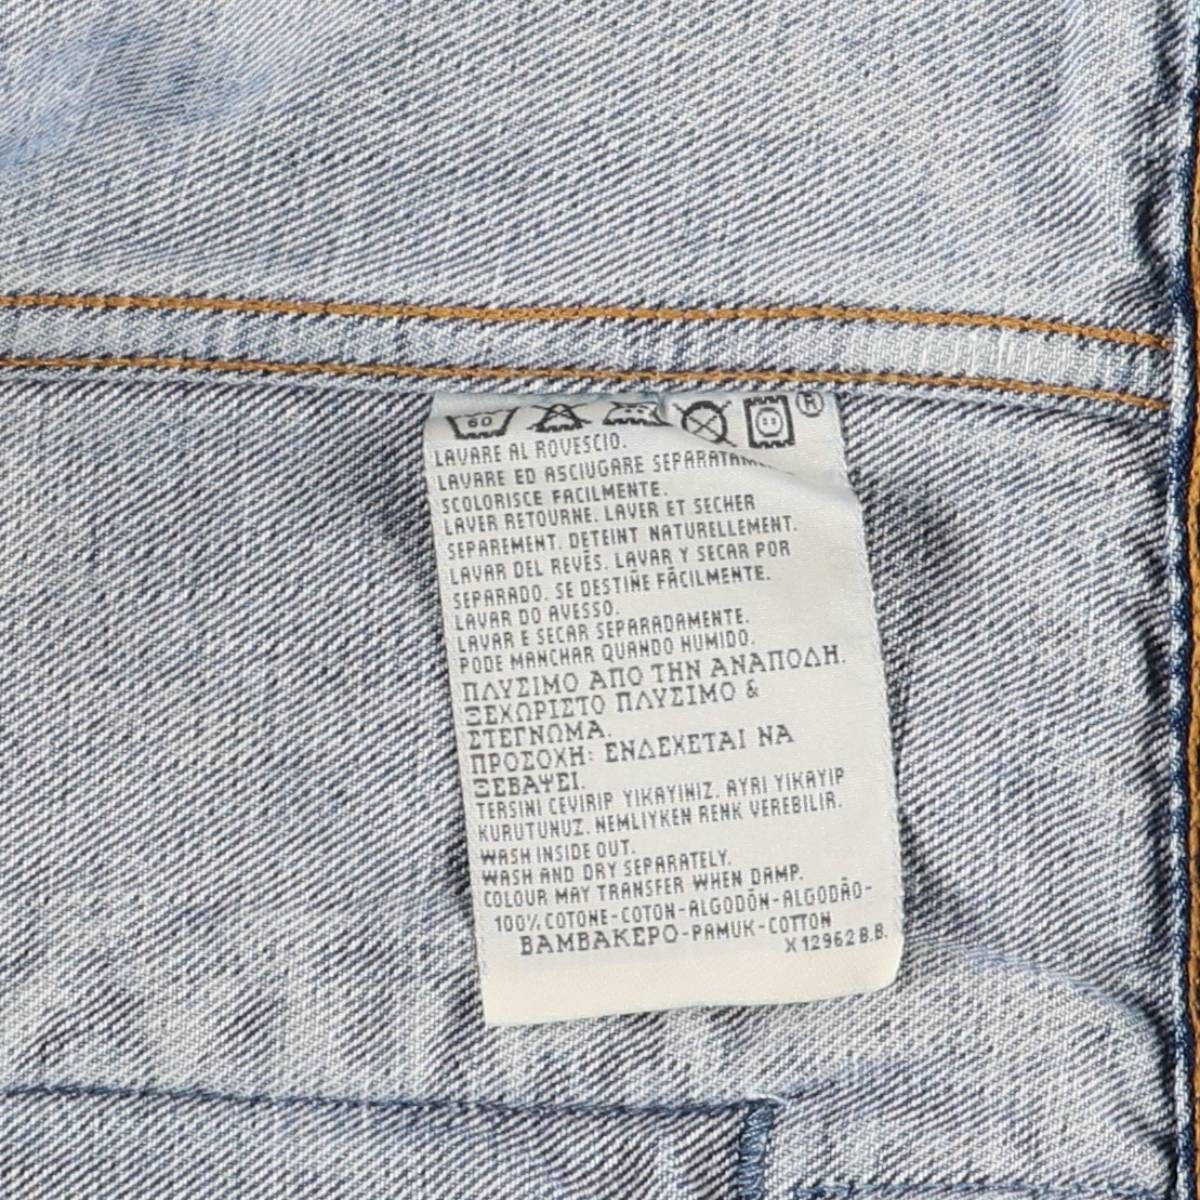 60 ®
LAVARE AL ROVESCIO.
LAVARE ED ASCIUGARE
SCOLORISCE FACILMENTE.
LAVER RETOURNE. LAVER ET SECHER
SEPAREMENT. DETEINT NATURELLEMENT.
LAVAR DEL REVÉS. LAVAR Y SECAR POR
SEPARADO. SE DESTIÑE FÁCILMENTE.
LAVAR DO AVESSO.
LAVAR E SECAR SEPARADAMENTE.
PODE MANCHAR QUANDO HUMIDO.
ΠΛΥΣΙΜΟ ΑΠΟ ΤΗΝ ΑΝΑΠΟΔΗ.
ΞΕΧΩΡΙΣΤΟ ΠΛΥΣΙΜΟ &
ΣΤΕΓΝΩΜΑ.
ΠΡΟΣΟΧΗ: ΕΝΔΕΧΕΤΑΙ ΝΑ
ΞΕΒΑΨΕΙ.
TERSINI CEVIRIP YIKAYINIZ. AYRI YIKAYIP
KURUTUNUZ. NEMLIYKEN RENK VEREBILIR.
WASH INSIDE OUT.
WASH AND DRY SEPARATELY.
COLOUR MAY TRANSFER WHEN DAMP.
100% COTONE-COTON-ALGODÓN-ALGODÃO-
ΒΑΜΒΑΚΕΡΟ-PAMUK-COTTON
X12962 B.B.